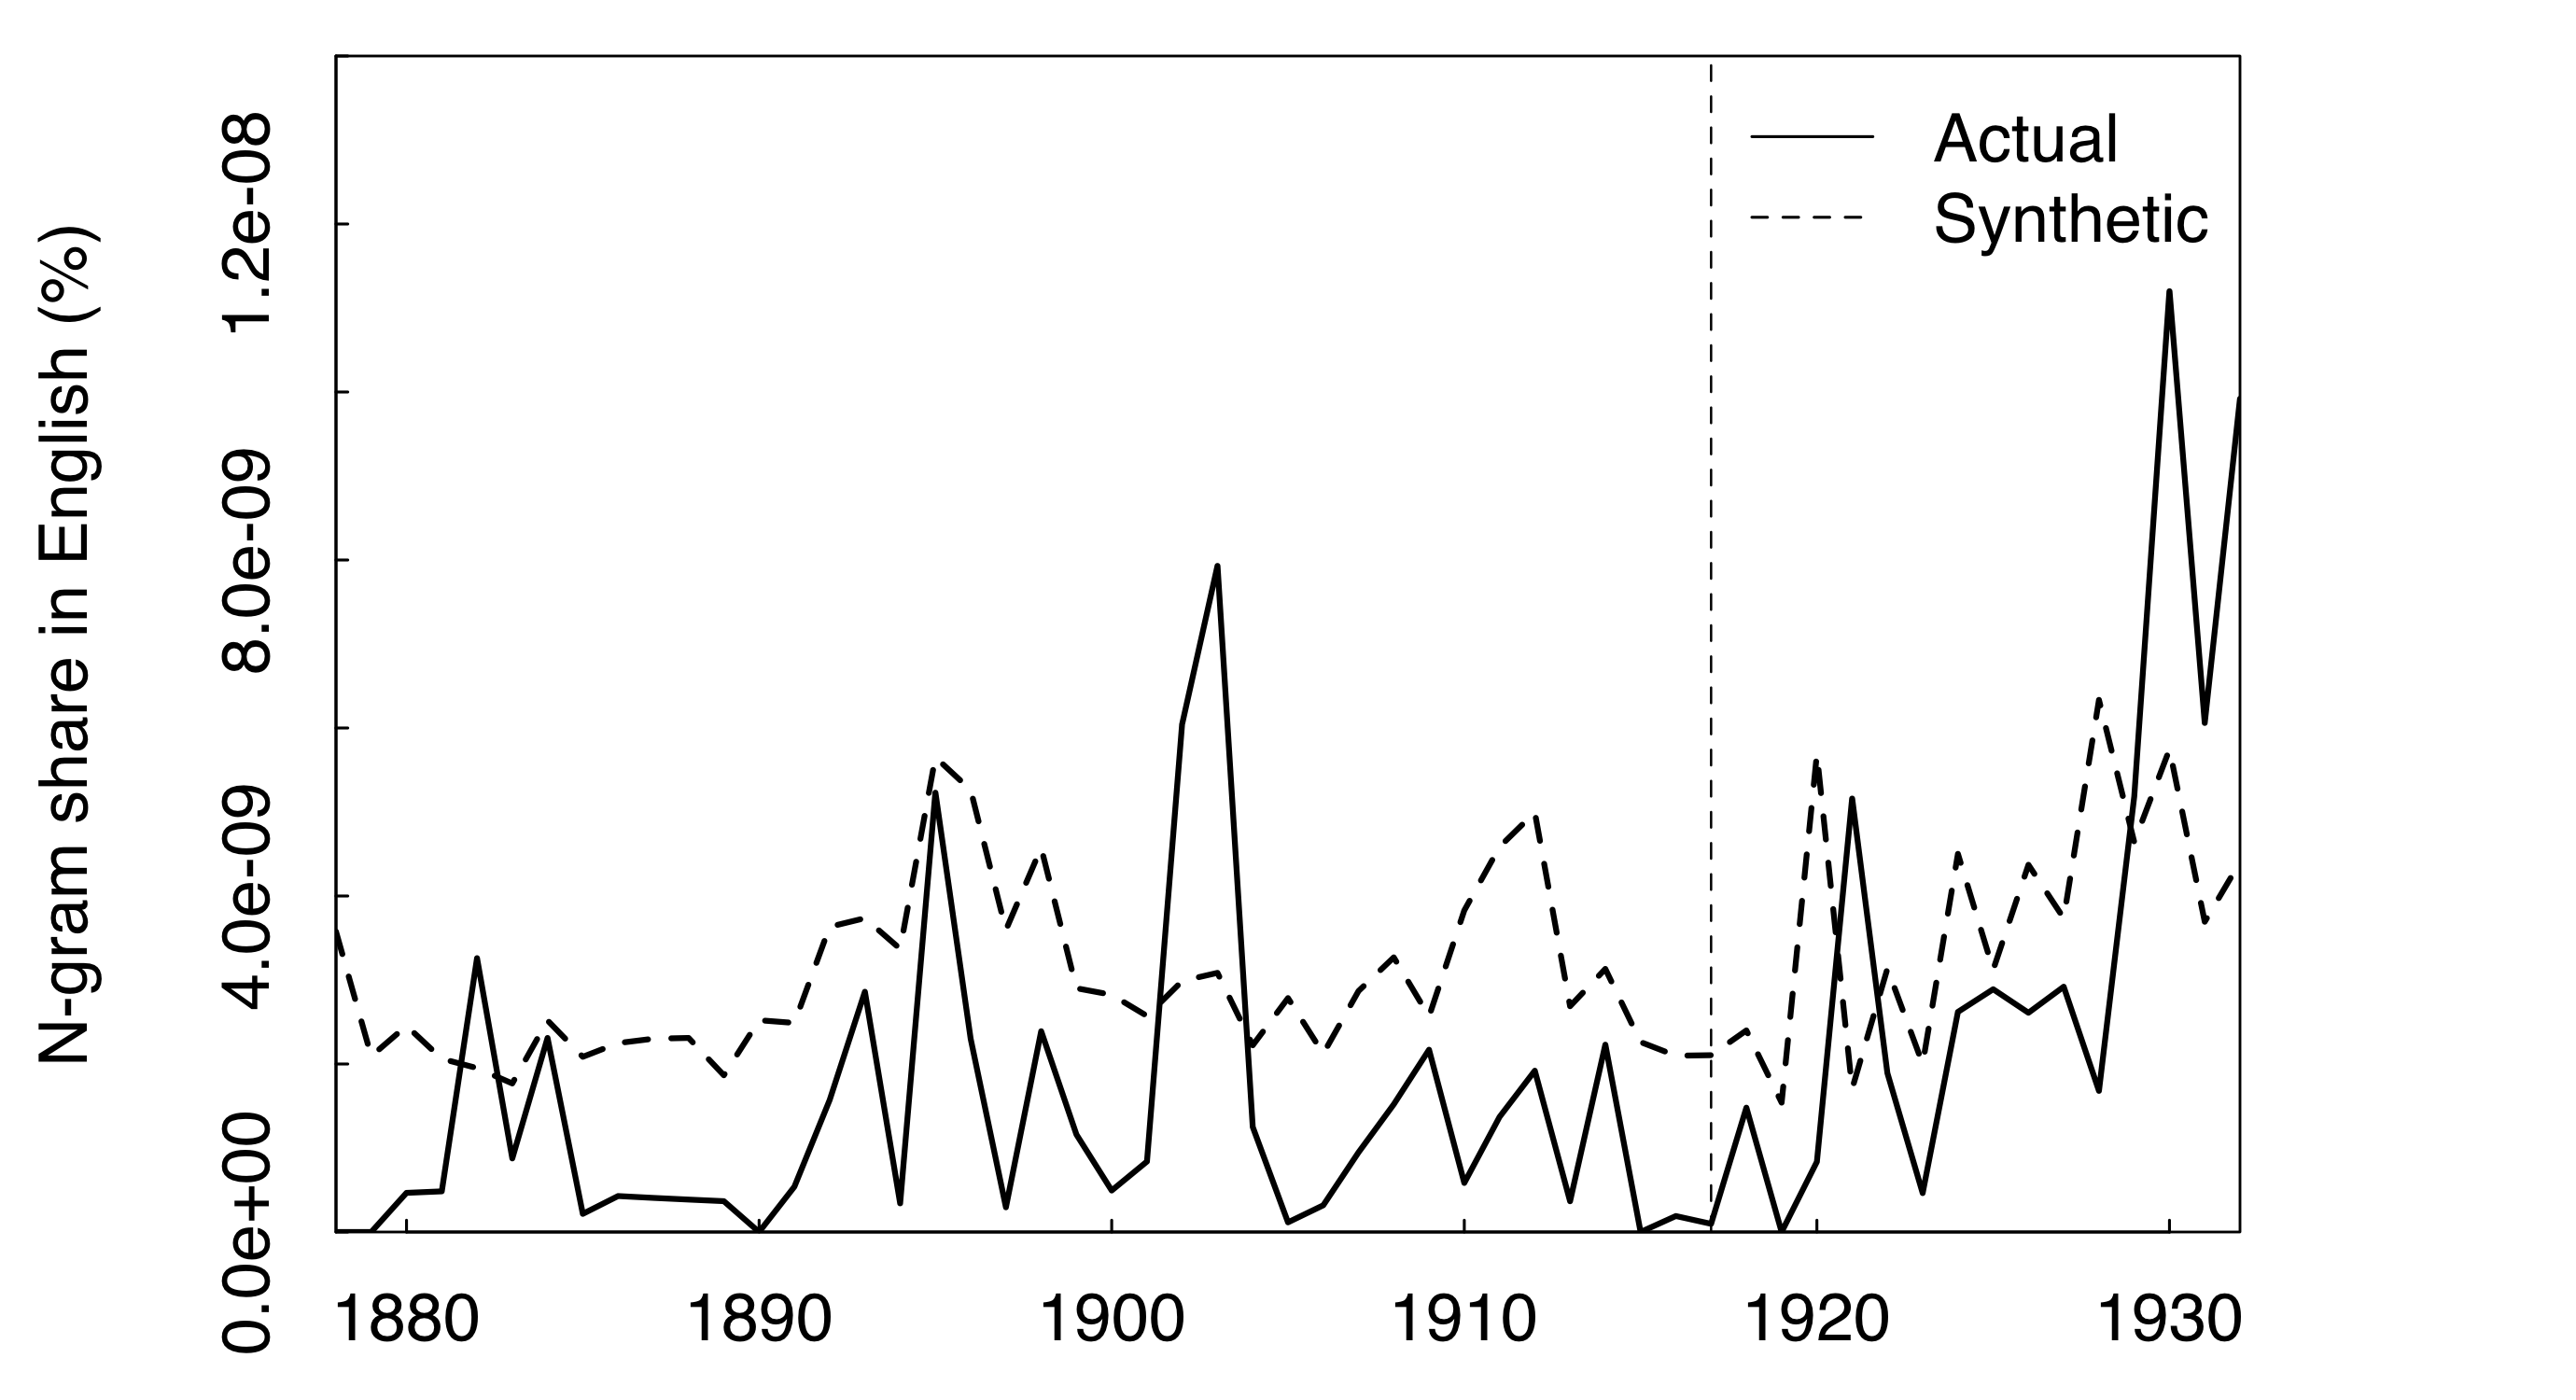 N-gram share in English (%)
1.2e-08
8.0e-09
4.0e-09
0.0e+00
Actual
Synthetic
1880 1890 1900 1910 1920 1930